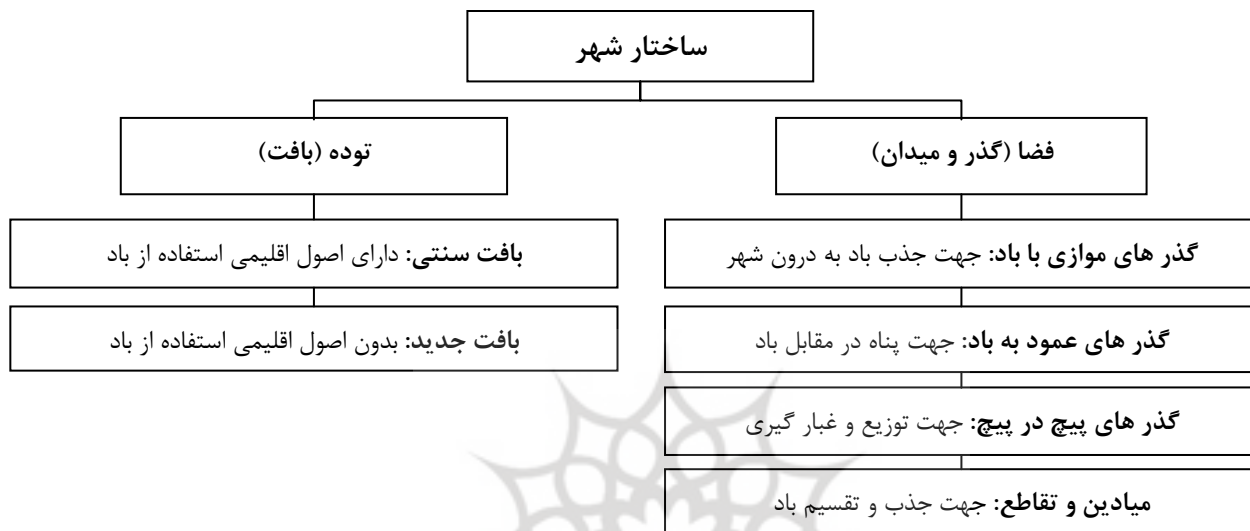 ساختار شهر
فضا (گذر و میدان)
توده (بافت)
گذر های موازی با باد: جهت جذب باد به درون شهر
گذر های عمود به باد: جهت پناه در مقابل باد
گذر های پیچ در پیچ: جهت توزیع و غبار گیری
میادین و تقاطع: جهت جذب و تقسیم باد
بافت سنتی: دارای اصول اقلیمی استفاده از باد
بافت جدید: بدون اصول اقلیمی استفاده از باد